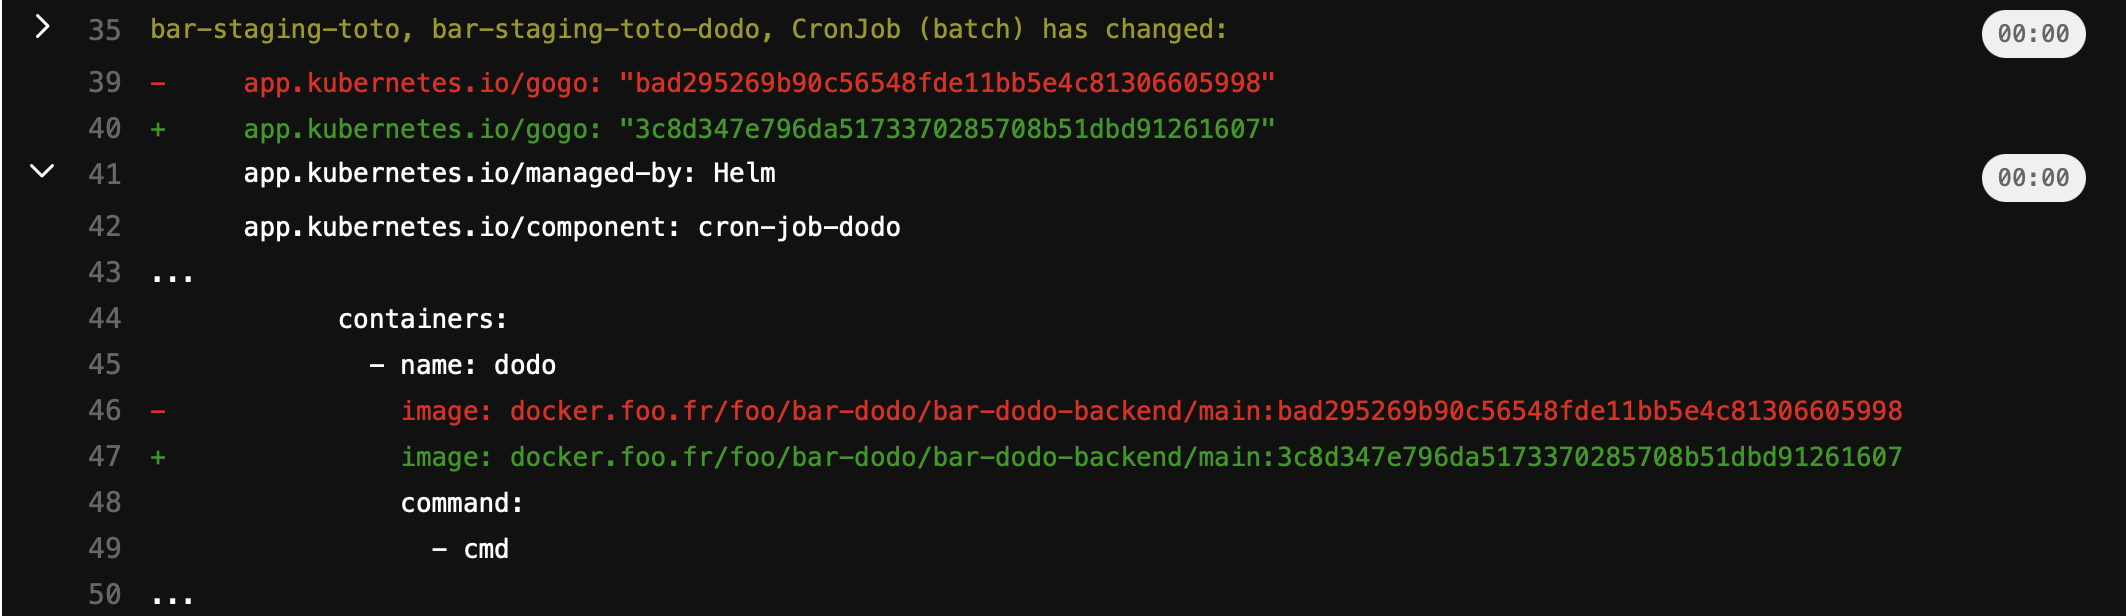 35 bar-staging-toto, bar-staging-toto-dodo, CronJob (batch) has changed: 00:00
39 - app.kubernetes.io/gogo: "bad295269b90c56548fde11bb5e4c81306605998"
40 + app.kubernetes.io/gogo: "3c8d347e796da5173370285708b51dbd91261607"
41 app.kubernetes.io/managed-by: Helm 00:00
42 app.kubernetes.io/component: cron-job-dodo
43 ...
44 containers:
45 - name: dodo
46 - image: docker.foo.fr/foo/bar-dodo/bar-dodo-backend/main:bad295269b90c56548fde11bb5e4c81306605998
47 + image: docker.foo.fr/foo/bar-dodo/bar-dodo-backend/main:3c8d347e796da5173370285708b51dbd91261607
48 command:
49 - cmd
50 ...